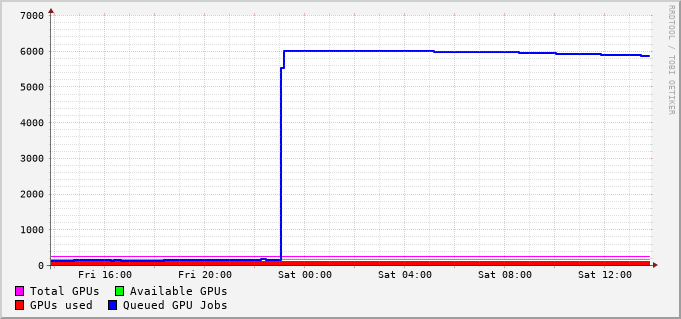 7000
6000
5000
4000
3000
2000
1000
0
Fri 16:00 Fri 20:00 Sat 00:00 Sat 04:00 Sat 08:00 Sat 12:00
Total GPUs Available GPUs
GPUs used Queued GPU Jobs
RRDTOOL / TOBI OETIKER